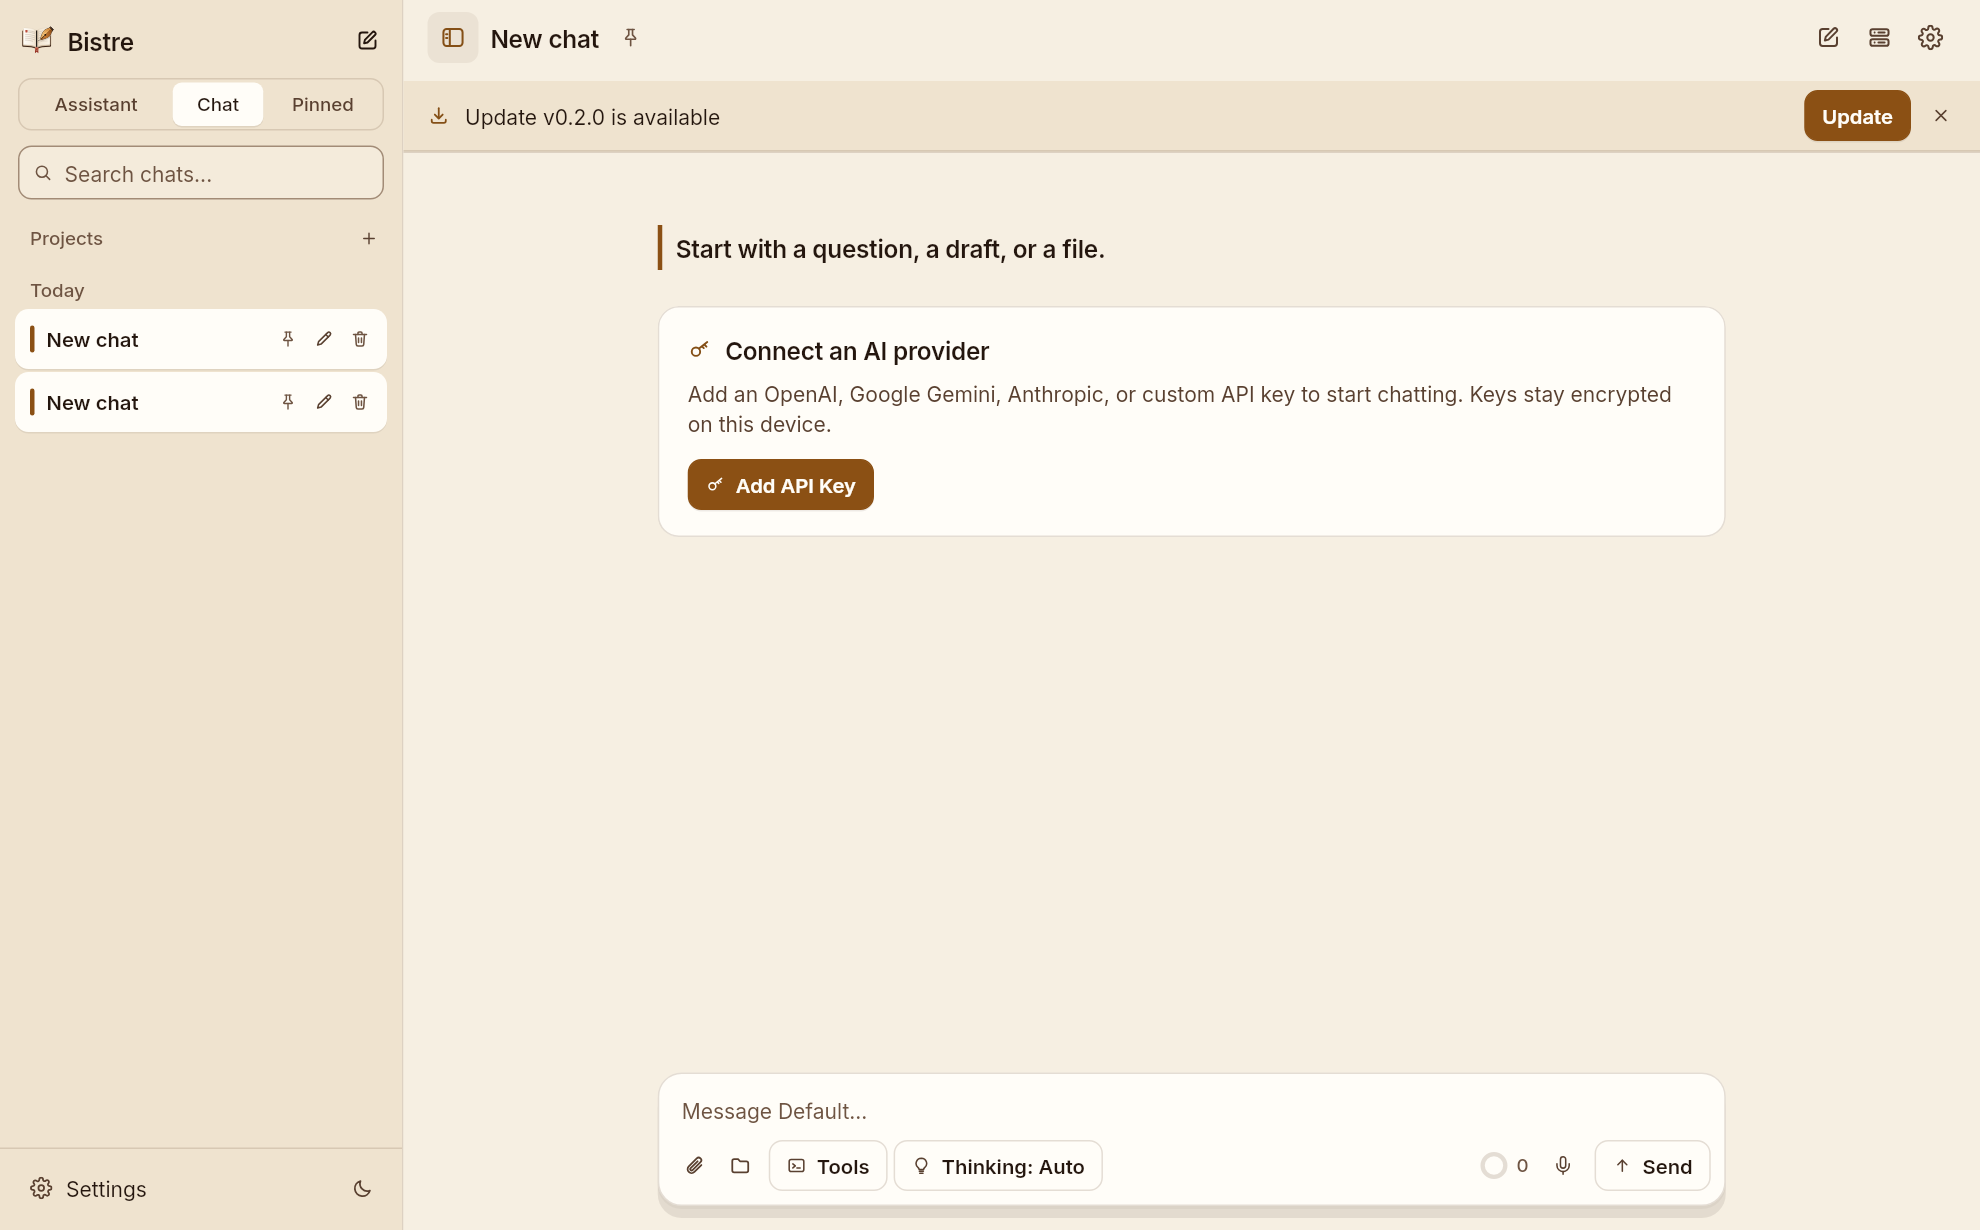 Bistre
Assistant
Chat
Pinned
Search chats...
Projects
Today
New chat
New chat
Settings
New chat
Update v0.2.0 is available
Update
Start with a question, a draft, or a file.
Connect an AI provider
Add an OpenAI, Google Gemini, Anthropic, or custom API key to start chatting. Keys stay encrypted
on this device.
Add API Key
Message Default...
Tools
Thinking: Auto
0
Send